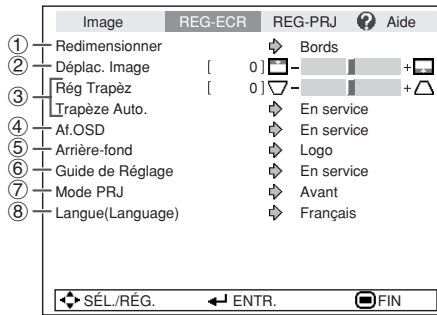 Image REG-ECR REG-PRJ ? Aide
① Redimensionner Bords
② Déplac. Image [ 0] − +
③ Rég Trapèz [ 0] − +
Trapèze Auto. En service
④ Af.OSD En service
⑤ Arrière-fond Logo
⑥ Guide de Réglage En service
⑦ Mode PRJ Avant
⑧ Langue(Language) Français
SÉL./RÉG. ENTR. FIN